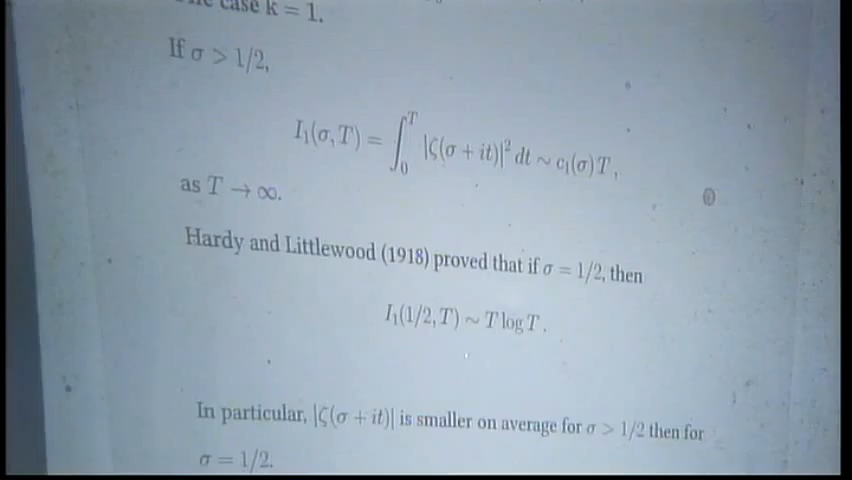 case k = 1.
If σ > 1/2,
I₁(σ, T) = ∫₀ᵀ |ζ(σ + it)|² dt ~ c₁(σ)T,
as T → ∞.
Hardy and Littlewood (1918) proved that if σ = 1/2, then
I₁(1/2, T) ~ T log T.
In particular, |ζ(σ + it)| is smaller on average for σ > 1/2 then for
σ = 1/2.